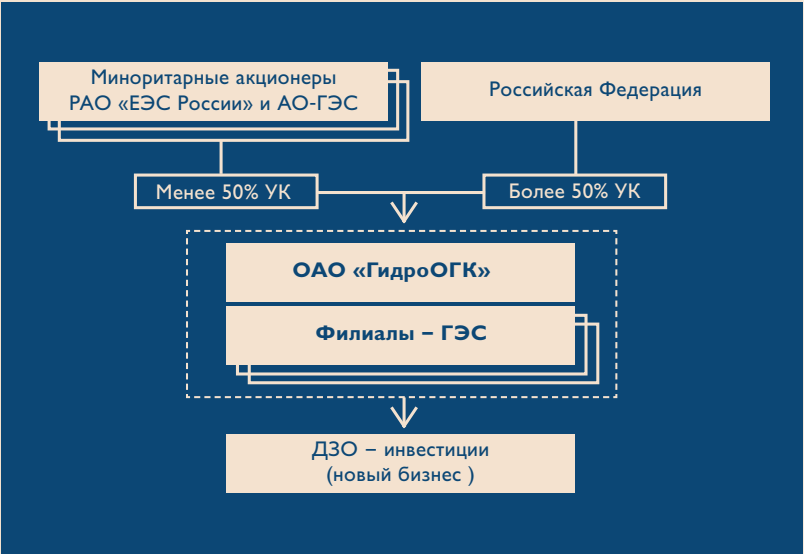 Миноритарные акционеры
РАО «ЕЭС России» и АО-ГЭС
Российская Федерация
Менее 50% УК
Более 50% УК
ОАО «ГидроОГК»
Филиалы – ГЭС
ДЗО – инвестиции
(новый бизнес )